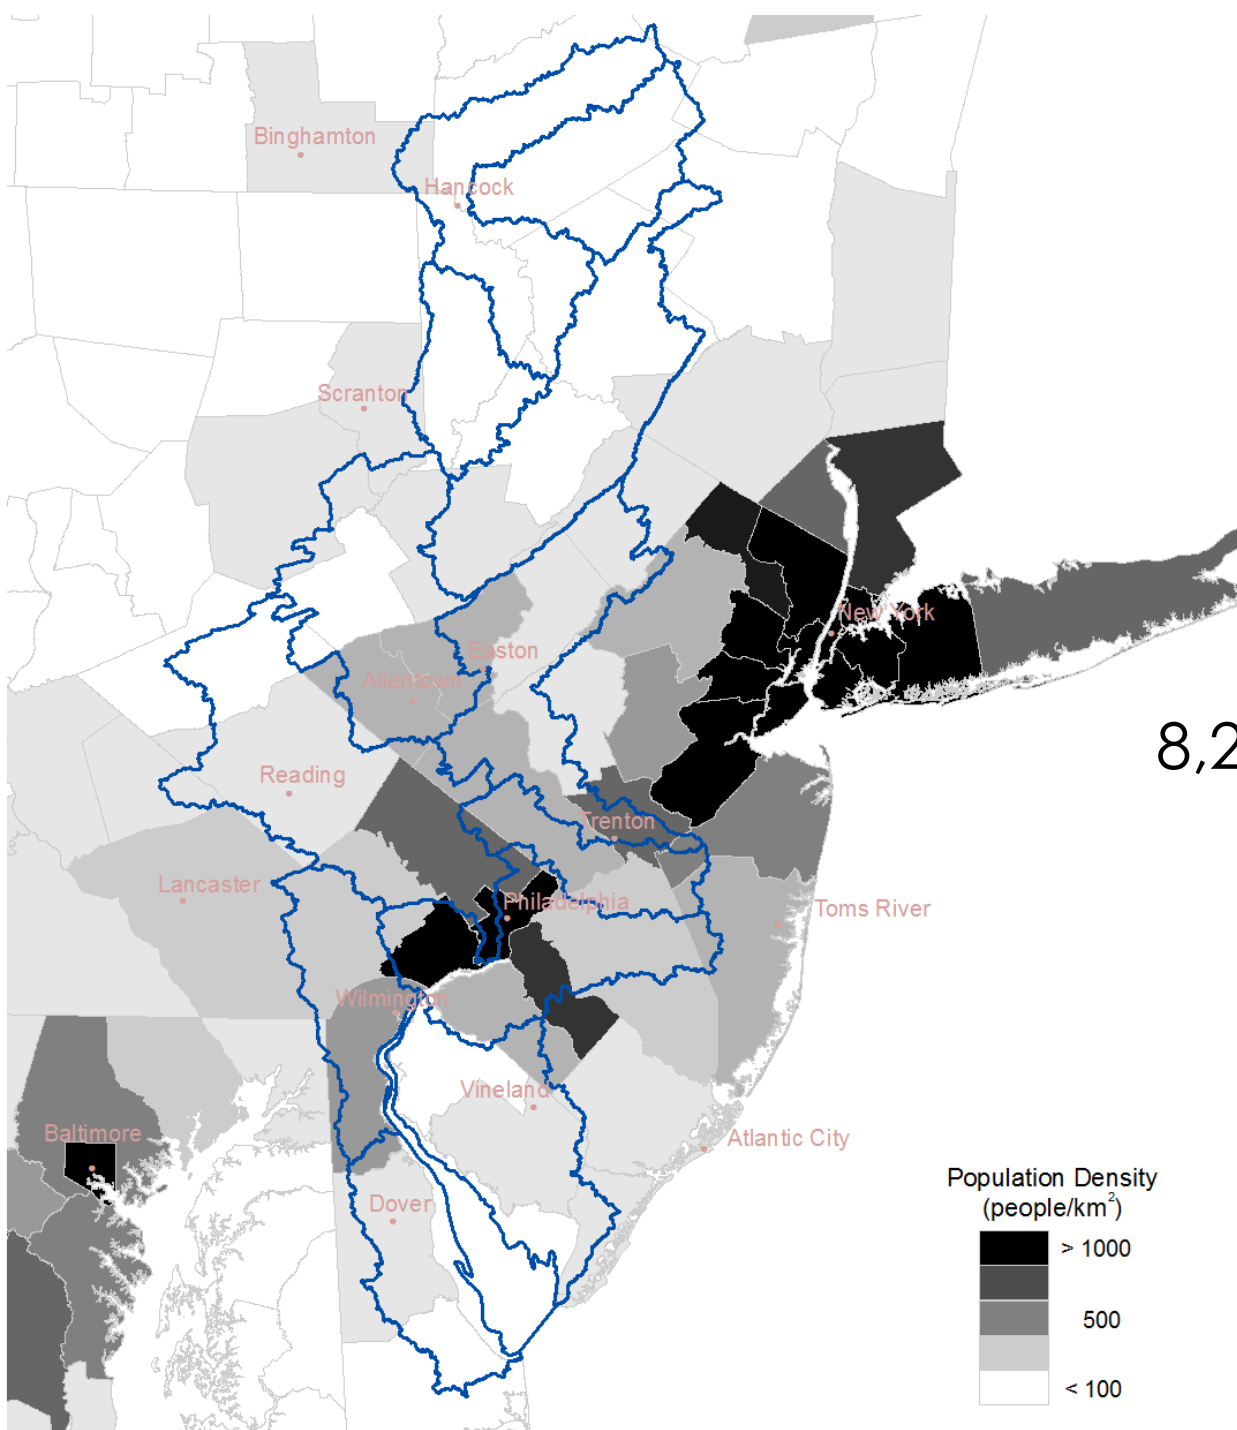 Binghamton
Hancock
Scranton
New York
Easton
Allentown
8,2
Reading
Trenton
Lancaster
Philadelphia
Toms River
Wilmington
Vineland
Baltimore
Atlantic City
Dover
Population Density
(people/km²)
> 1000
500
< 100